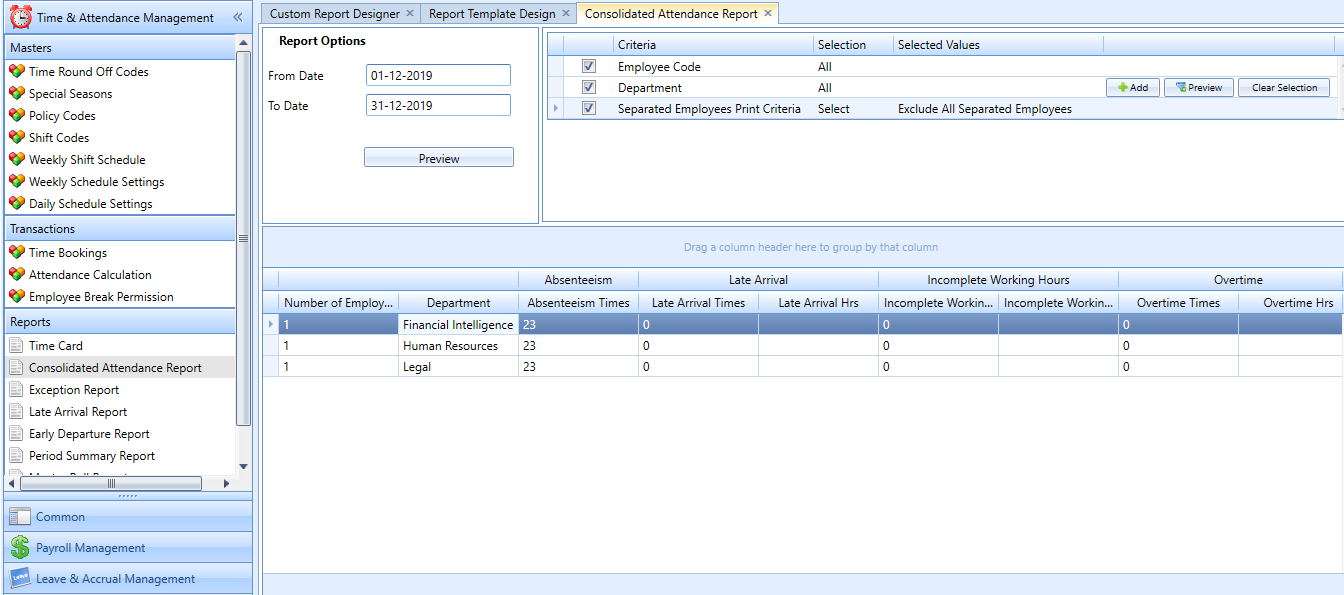 Time & Attendance Management
Masters
Time Round Off Codes
Special Seasons
Policy Codes
Shift Codes
Weekly Shift Schedule
Weekly Schedule Settings
Daily Schedule Settings
Transactions
Time Bookings
Attendance Calculation
Employee Break Permission
Reports
Time Card
Consolidated Attendance Report
Exception Report
Late Arrival Report
Early Departure Report
Period Summary Report
Common
Payroll Management
Leave & Accrual Management
Custom Report Designer Report Template Design Consolidated Attendance Report
Report Options
From Date 01-12-2019
To Date 31-12-2019
Preview
Criteria Selection Selected Values
Employee Code All
Department All Add Preview Clear Selection
Separated Employees Print Criteria Select Exclude All Separated Employees
Drag a column header here to group by that column
Absenteeism Late Arrival Incomplete Working Hours Overtime
Number of Employ... Department Absenteeism Times Late Arrival Times Late Arrival Hrs Incomplete Workin... Incomplete Workin... Overtime Times Overtime Hrs
1 Financial Intelligence 23 0 0 0
1 Human Resources 23 0 0 0
1 Legal 23 0 0 0